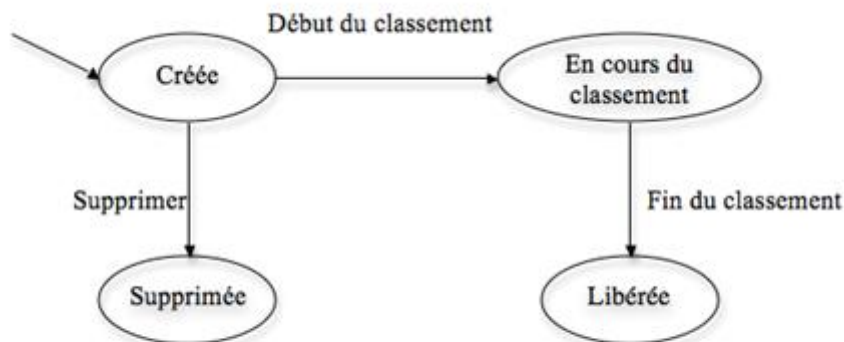 Début du classement
Créée
En cours du
classement
Supprimer
Fin du classement
Supprimée
Libérée